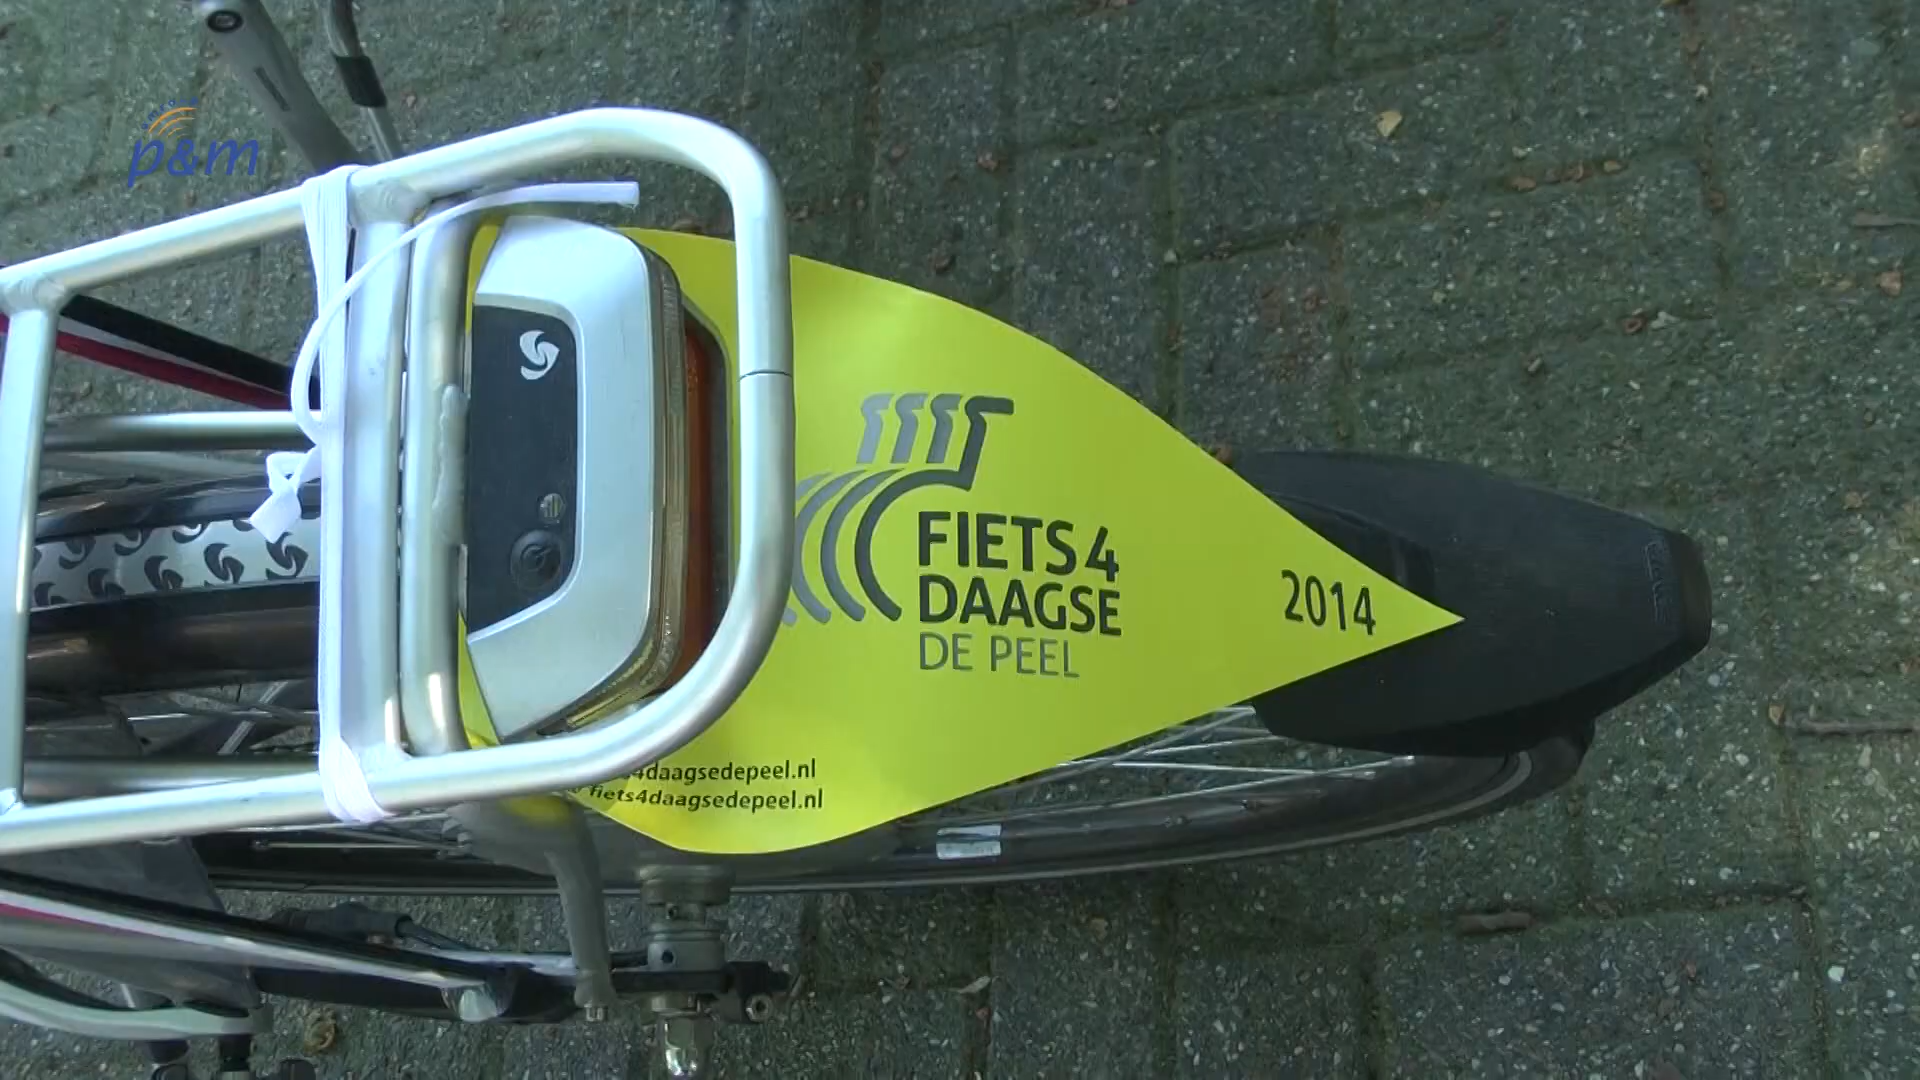 p&m
FIETS4
DAAGSE
DE PEEL
2014
4daagsedepeel.nl
fiets4daagsedepeel.nl